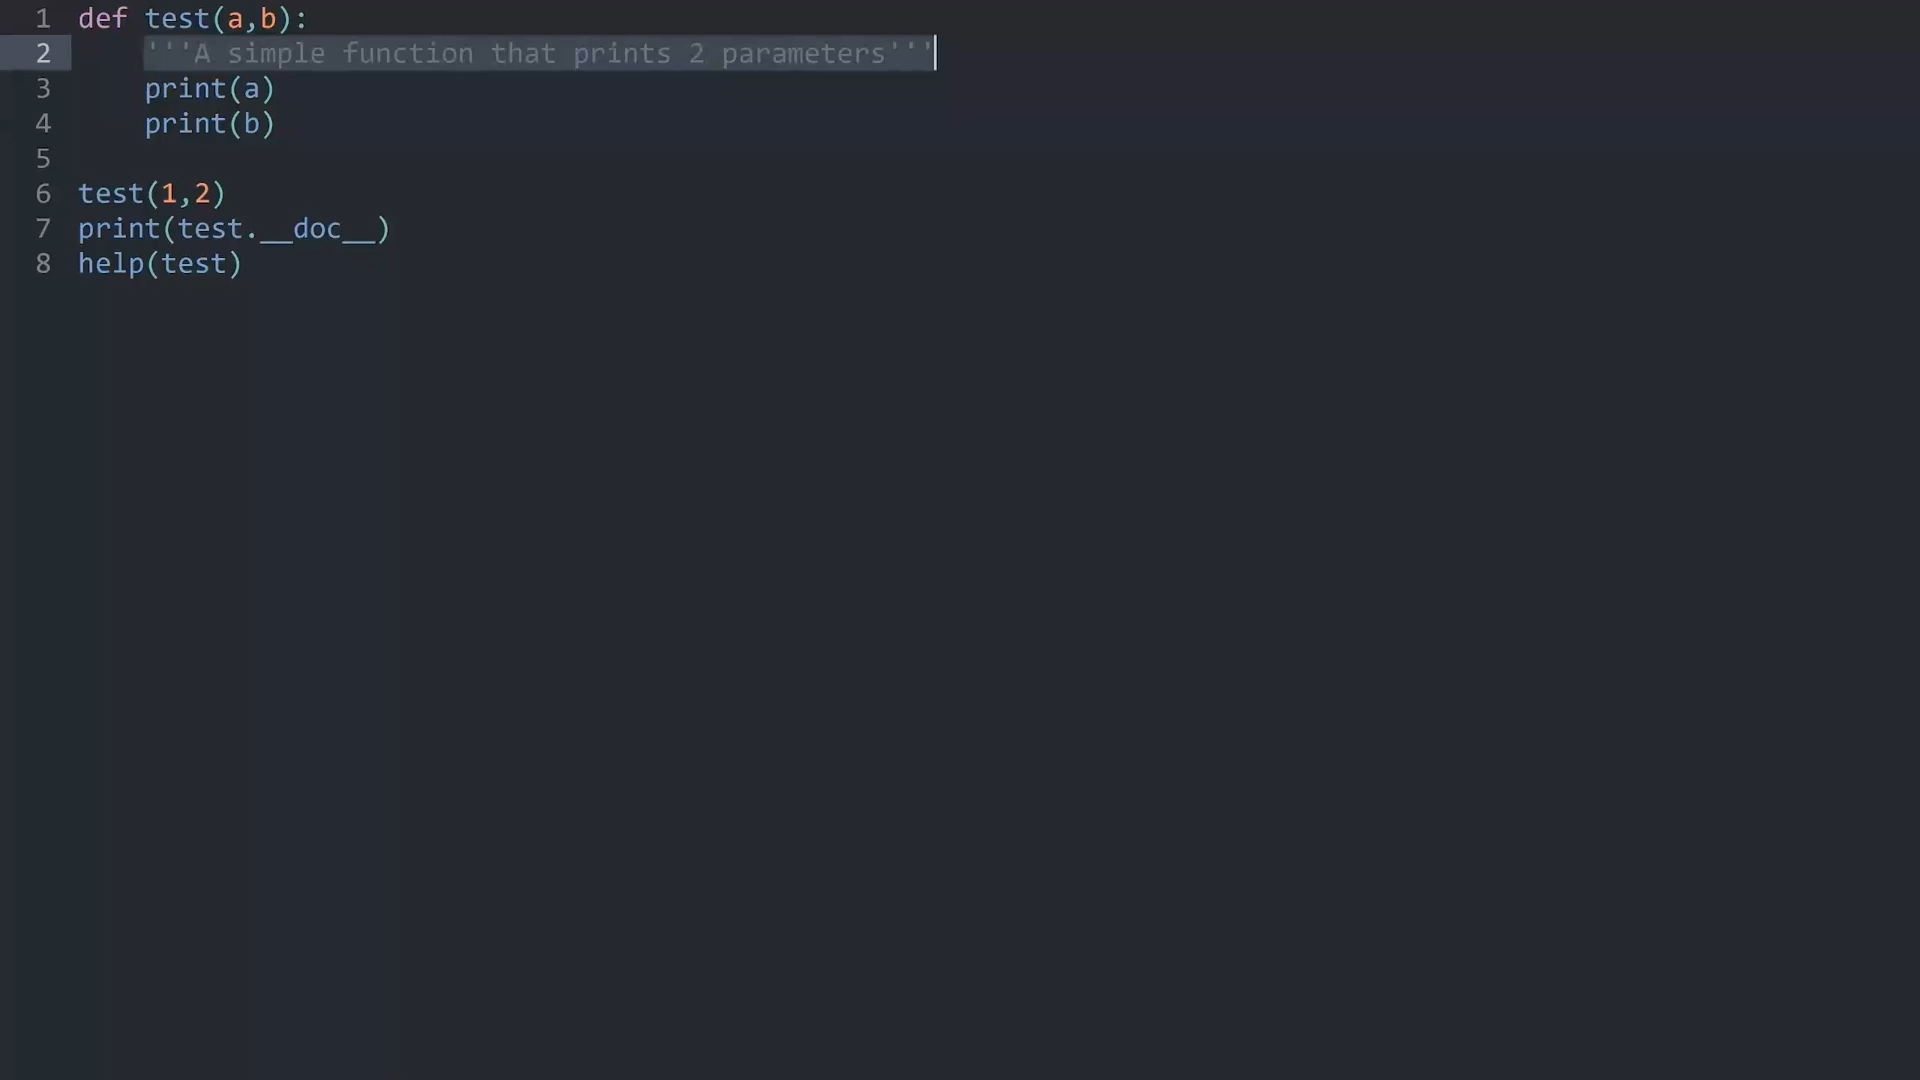 1 def test(a,b):
2     '''A simple function that prints 2 parameters'''
3     print(a)
4     print(b)
5
6 test(1,2)
7 print(test.__doc__)
8 help(test)